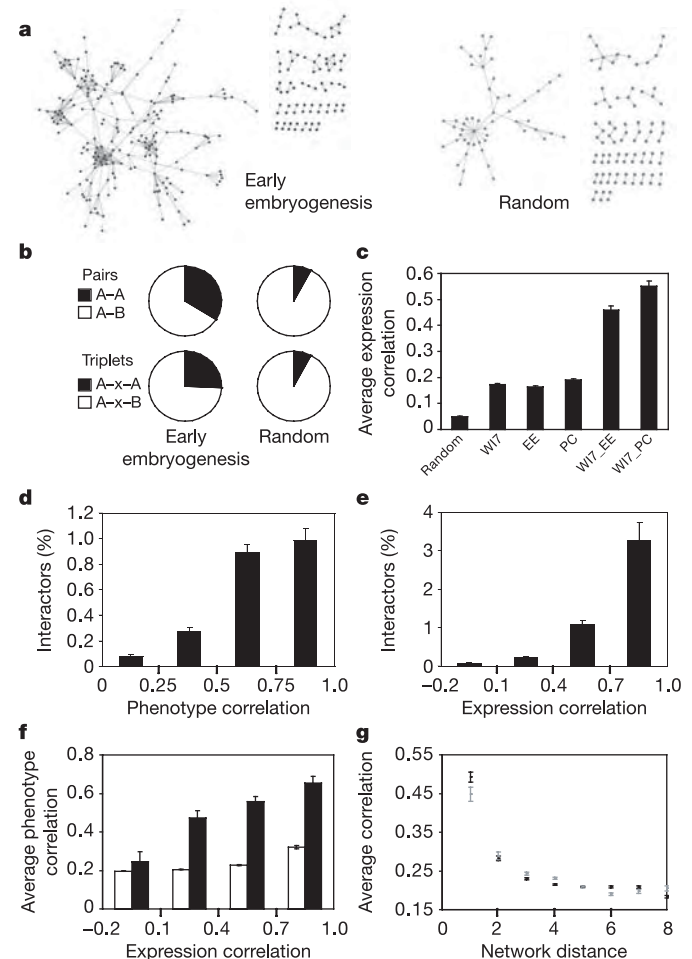 a
Early
embryogenesis
Random
b
Pairs
A–A
A–B
Triplets
A–x–A
A–x–B
Early
embryogenesis
Random
c
Average expression
correlation
0.6
0.5
0.4
0.3
0.2
0.1
0
Random
WI7
EE
PC
WI7_EE
WI7_PC
d
Interactors (%)
1.2
1.0
0.8
0.6
0.4
0.2
0
0 0.25 0.5 0.75 1.0
Phenotype correlation
e
Interactors (%)
4
3
2
1
0
–0.2 0.1 0.4 0.7 1.0
Expression correlation
f
Average phenotype
correlation
0.8
0.6
0.4
0.2
0
–0.2 0.1 0.4 0.7 1.0
Expression correlation
g
Average correlation
0.55
0.45
0.35
0.25
0.15
0 2 4 6 8
Network distance